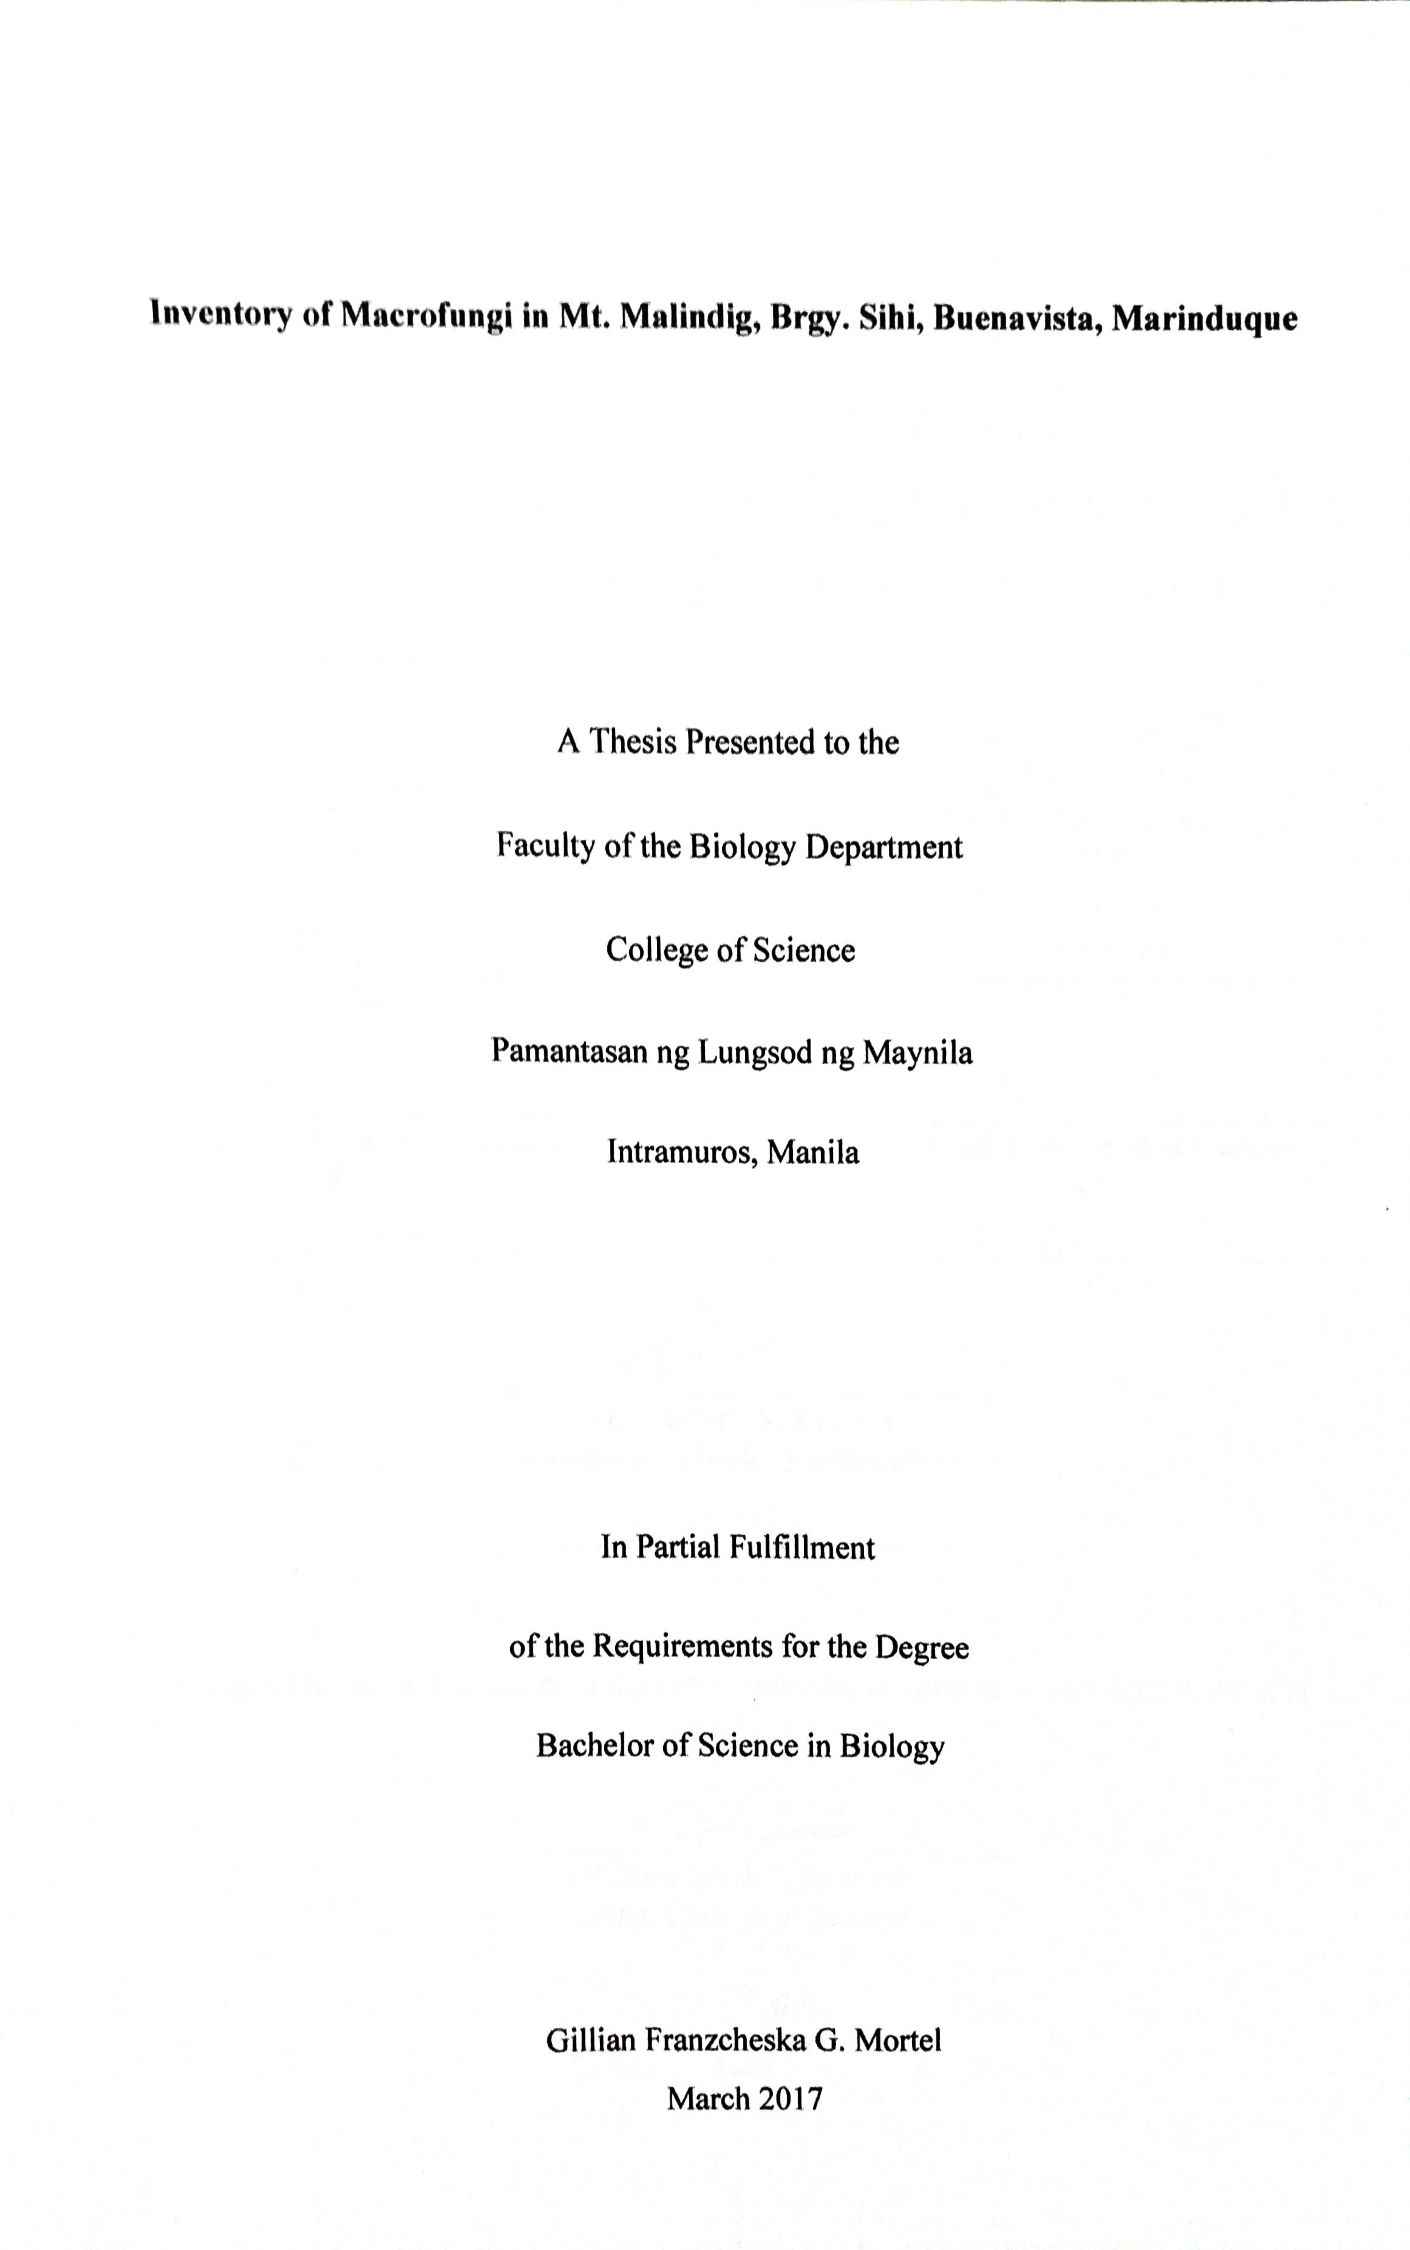 Inventory of Macrofungi in Mt. Malindig, Brgy. Sihi, Buenavista, Marinduque
A Thesis Presented to the
Faculty of the Biology Department
College of Science
Pamantasan ng Lungsod ng Maynila
Intramuros, Manila
In Partial Fulfillment
of the Requirements for the Degree
Bachelor of Science in Biology
Gillian Franzcheska G. Mortel
March 2017